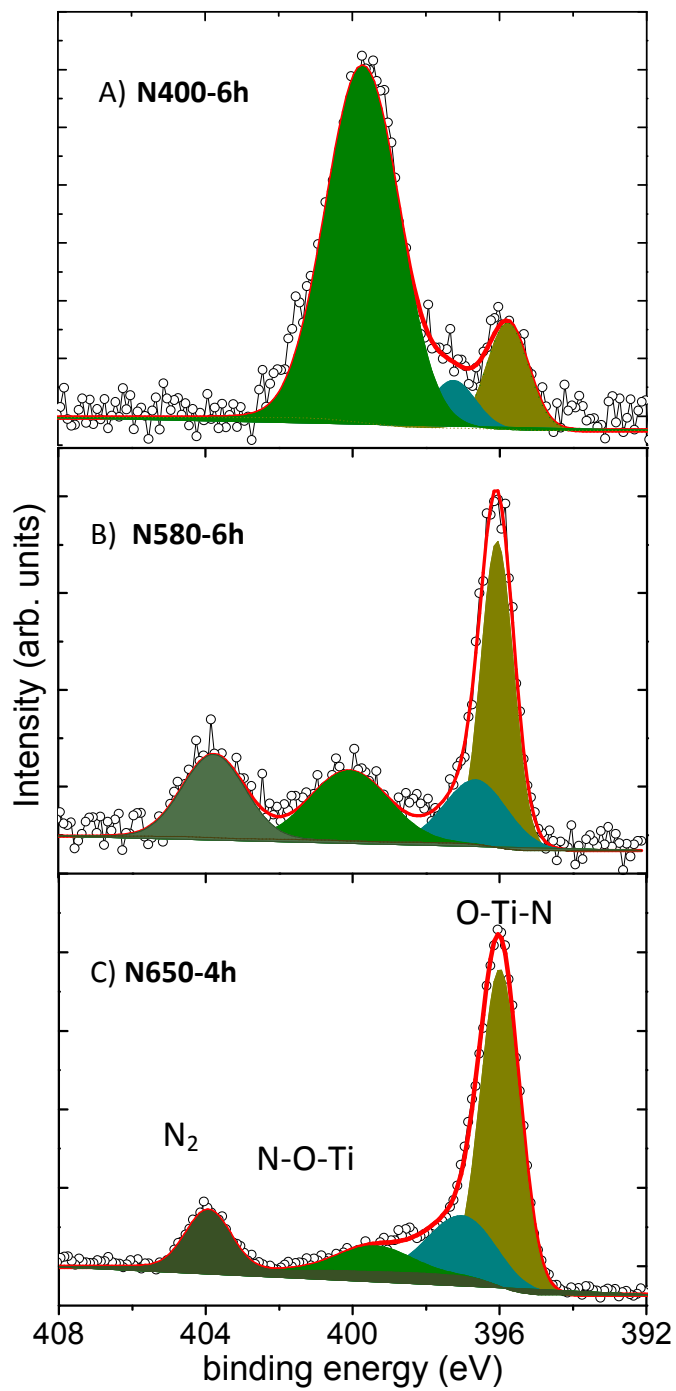 A) N400-6h
B) N580-6h
Intensity (arb. units)
O-Ti-N
C) N650-4h
N₂
N-O-Ti
408 404 400 396 392
binding energy (eV)